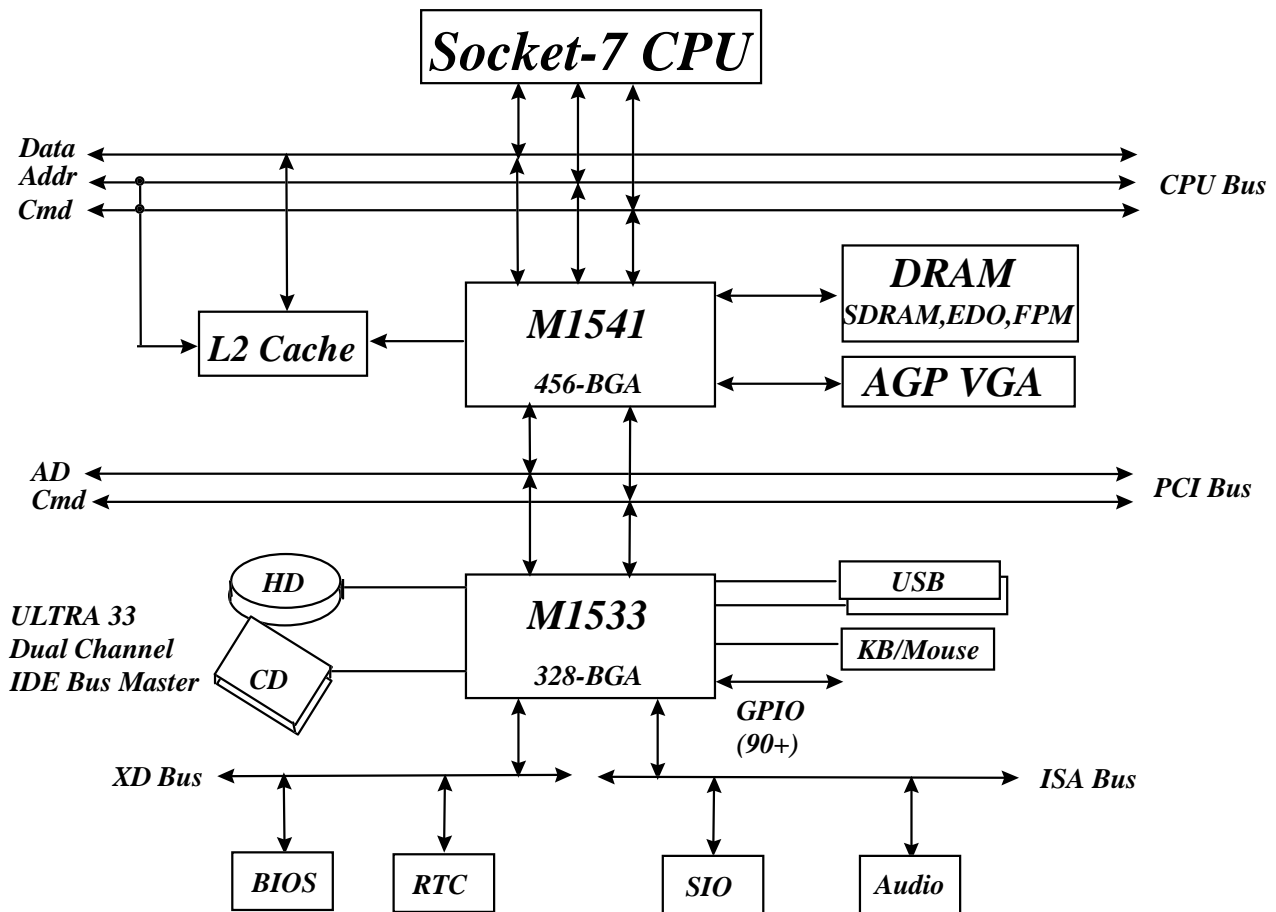 Socket-7 CPU
Data
Addr
CPU Bus
Cmd
DRAM
SDRAM,EDO,FPM
M1541
L2 Cache
456-BGA
AGP VGA
AD
PCI Bus
Cmd
HD
USB
ULTRA 33
M1533
Dual Channel
KB/Mouse
IDE Bus Master
CD
328-BGA
GPIO
(90+)
XD Bus
ISA Bus
BIOS
RTC
SIO
Audio